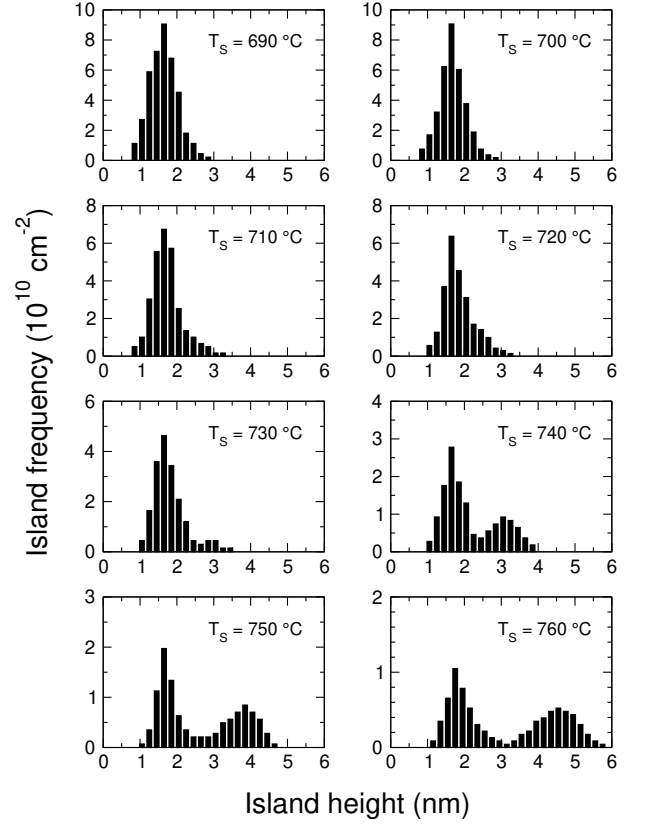 T_S = 690 °C
10
8
6
4
2
0
0 1 2 3 4 5 6
T_S = 700 °C
10
8
6
4
2
0
0 1 2 3 4 5 6
T_S = 710 °C
8
6
4
2
0
0 1 2 3 4 5 6
T_S = 720 °C
8
6
4
2
0
0 1 2 3 4 5 6
T_S = 730 °C
6
4
2
0
0 1 2 3 4 5 6
T_S = 740 °C
4
3
2
1
0
0 1 2 3 4 5 6
T_S = 750 °C
3
2
1
0
0 1 2 3 4 5 6
T_S = 760 °C
2
1
0
0 1 2 3 4 5 6
Island frequency (10^10 cm^-2)
Island height (nm)